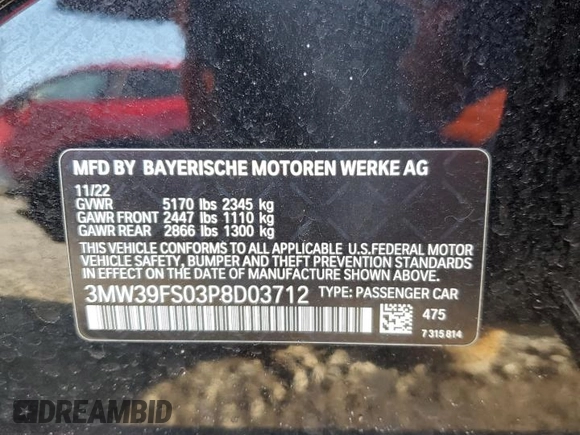 MFD BY BAYERISCHE MOTOREN WERKE AG
11/22
GVWR 5170 lbs 2345 kg
GAWR FRONT 2447 lbs 1110 kg
GAWR REAR 2866 lbs 1300 kg
THIS VEHICLE CONFORMS TO ALL APPLICABLE U.S.FEDERAL MOTOR
VEHICLE SAFETY, BUMPER AND THEFT PREVENTION STANDARDS
IN EFFECT ON THE DATE OF MANUFACTURE SHOWN ABOVE.
3MW39FS03P8D03712 TYPE: PASSENGER CAR
475
7 315 814
DREAMBID